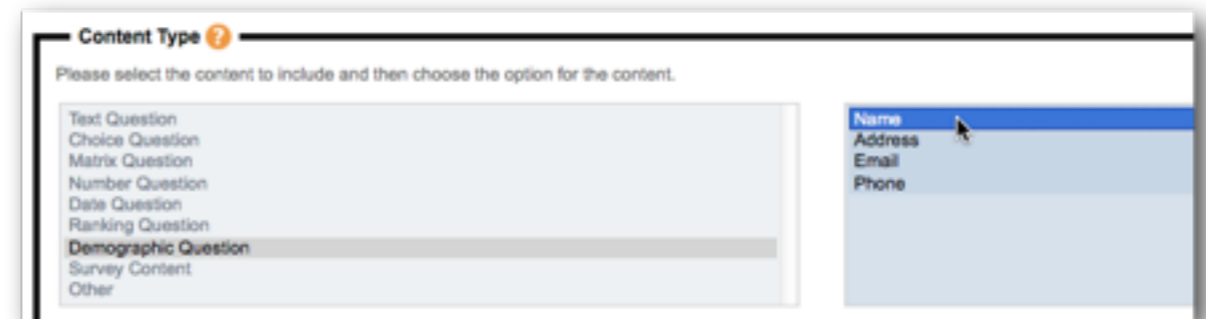 Content Type ?
Please select the content to include and then choose the option for the content.
Text Question
Choice Question
Matrix Question
Number Question
Date Question
Ranking Question
Demographic Question
Survey Content
Other
Name
Address
Email
Phone